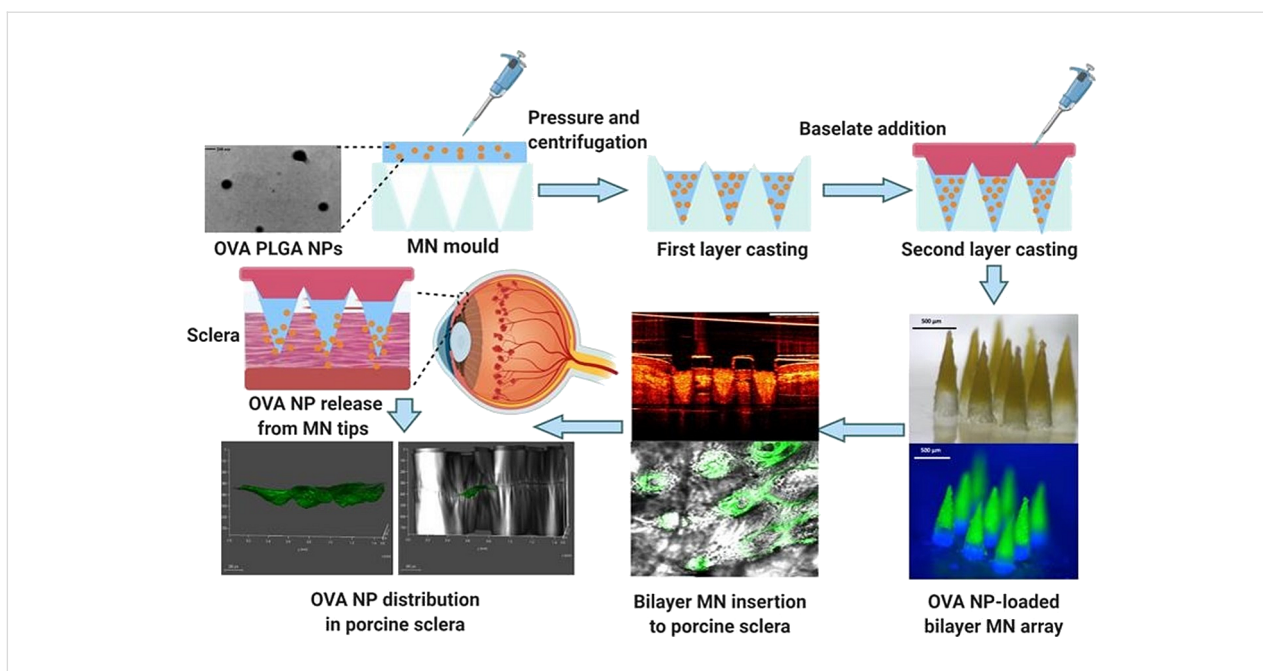 Pressure and
centrifugation
Baselate addition
OVA PLGA NPs
MN mould
First layer casting
Second layer casting
Sclera
OVA NP release
from MN tips
500 µm
500 µm
OVA NP distribution
in porcine sclera
Bilayer MN insertion
to porcine sclera
OVA NP-loaded
bilayer MN array